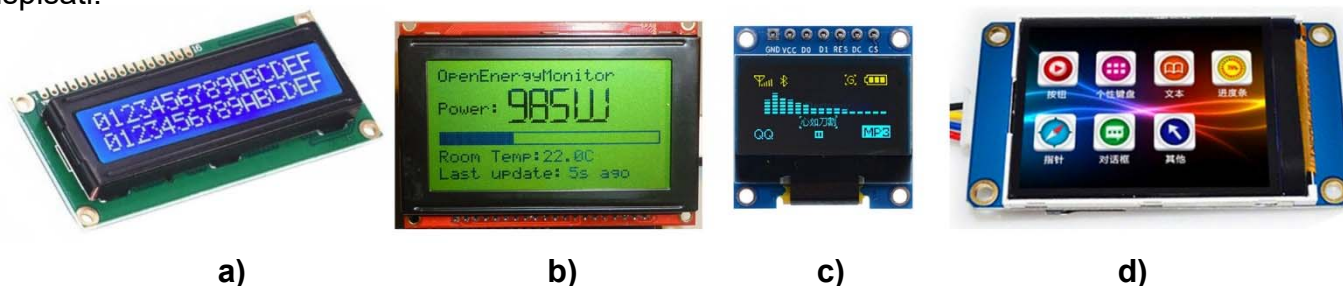 ispisati.
16
0123456789ABCDEF
0123456789ABCDEF
OpenEnergyMonitor
Power: 985W
Room Temp:22.0C
Last update: 5s ago
GND VCC D0 D1 RES DC CS
G
QQ MP3
按钮 个性键盘 文本 进度条
指针 对话框 其他
a) b) c) d)